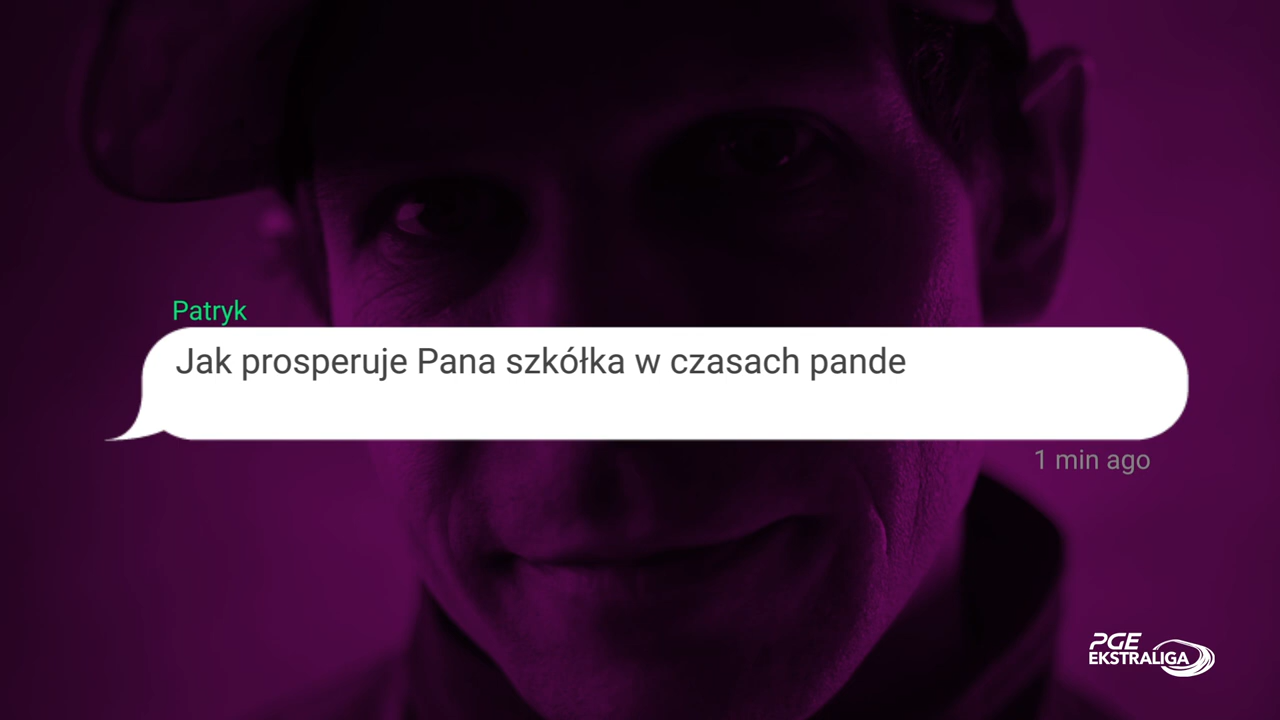 Patryk
Jak prosperuje Pana szkółka w czasach pande
1 min ago
PGE
EKSTRALIGA